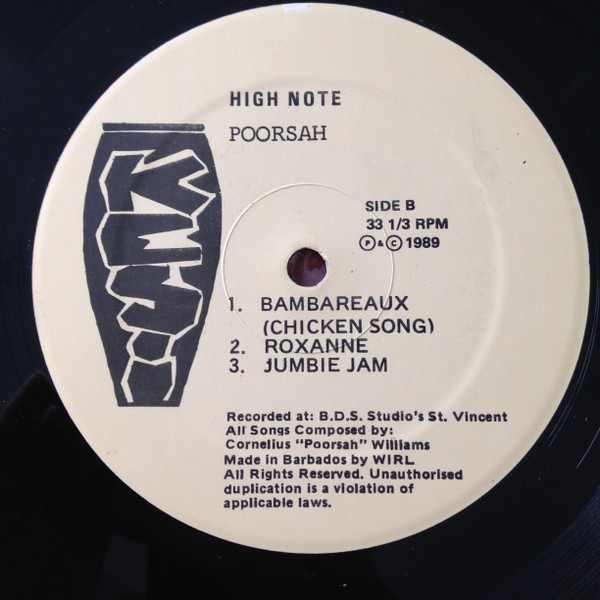 HIGH NOTE
POORSAH
SIDE B
33 1/3 RPM
Ⓟ & © 1989
1. BAMBAREAUX
(CHICKEN SONG)
2. ROXANNE
3. JUMBIE JAM
Recorded at: B.D.S. Studio's St. Vincent
All Songs Composed by:
Cornelius "Poorsah" Williams
Made in Barbados by WIRL
All Rights Reserved. Unauthorised
duplication is a violation of
applicable laws.